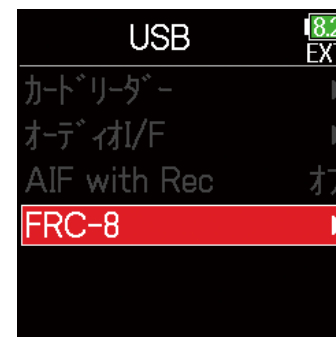 USB
8.2
EXT
ｶｰﾄﾞﾘｰﾀﾞｰ
ｵｰﾃﾞｨｵI/F
AIF with Rec
FRC-8